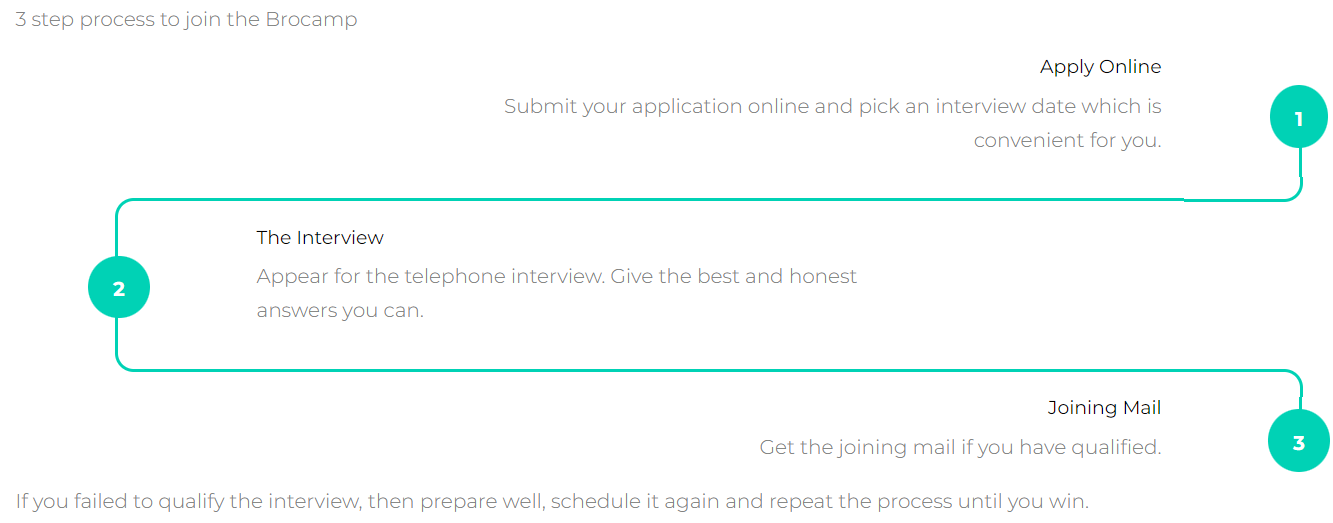 3 step process to join the Brocamp
Apply Online
Submit your application online and pick an interview date which is
convenient for you.
1
The Interview
Appear for the telephone interview. Give the best and honest
answers you can.
2
Joining Mail
Get the joining mail if you have qualified.
3
If you failed to qualify the interview, then prepare well, schedule it again and repeat the process until you win.